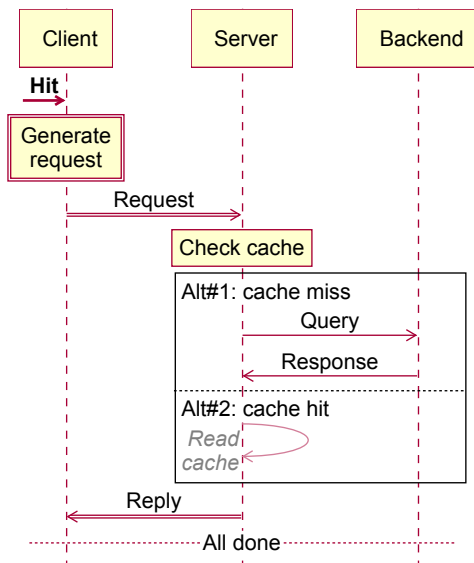 Client
Server
Backend
Hit
Generate
request
Request
Check cache
Alt#1: cache miss
Query
Response
Alt#2: cache hit
Read
cache
Reply
All done